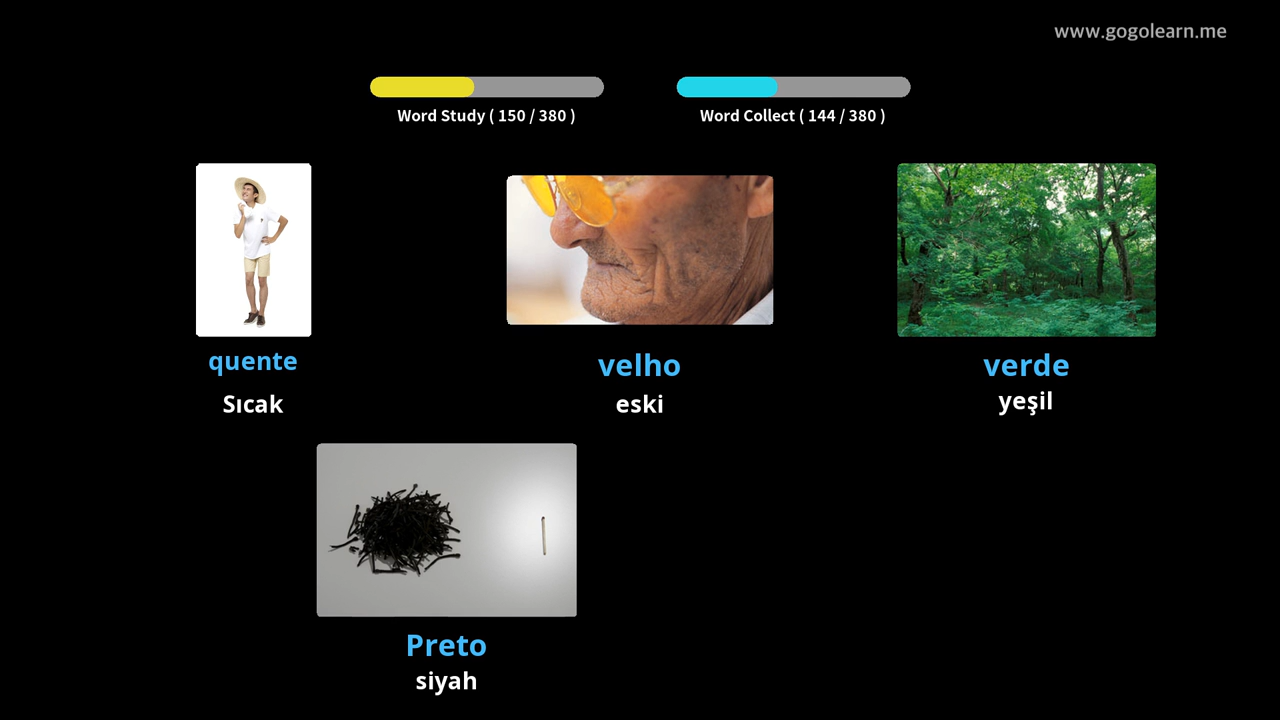 www.gogolearn.me
Word Study ( 150 / 380 )
Word Collect ( 144 / 380 )
quente
Sıcak
velho
eski
verde
yeşil
Preto
siyah